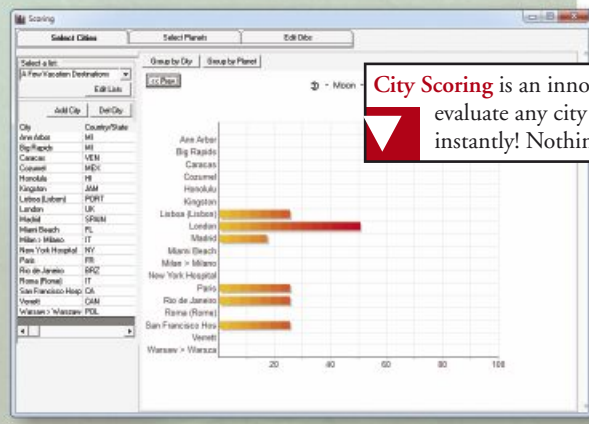 Scoring
Select Cities
Select Planets
Edit Orbs
Select a list:
A Few Vacation Destinations
Edit Lists
Add City
Del City
City Country/State
Ann Arbor MI
Big Rapids MI
Caracas VEN
Cozumel MEX
Honolulu HI
Kingston JAM
Lisboa (Lisbon) PORT
London UK
Madrid SPAIN
Miami Beach FL
Milan > Milano IT
New York Hospital NY
Paris FR
Rio de Janeiro BRZ
Roma (Rome) IT
San Francisco Hosp CA
CAN
Warsaw > Warszaw POL
Group by City
Group by Planet
<< Prev
- Moon -
City Scoring is an inno
evaluate any city
instantly! Nothin
Ann Arbor
Big Rapids
Caracas
Cozumel
Honolulu
Kingston
Lisboa (Lisbon)
London
Madrid
Miami Beach
Milan > Milano
New York Hospital
Paris
Rio de Janeiro
Roma (Rome)
San Francisco Hos
Warsaw > Warsza
20 40 60 80 100